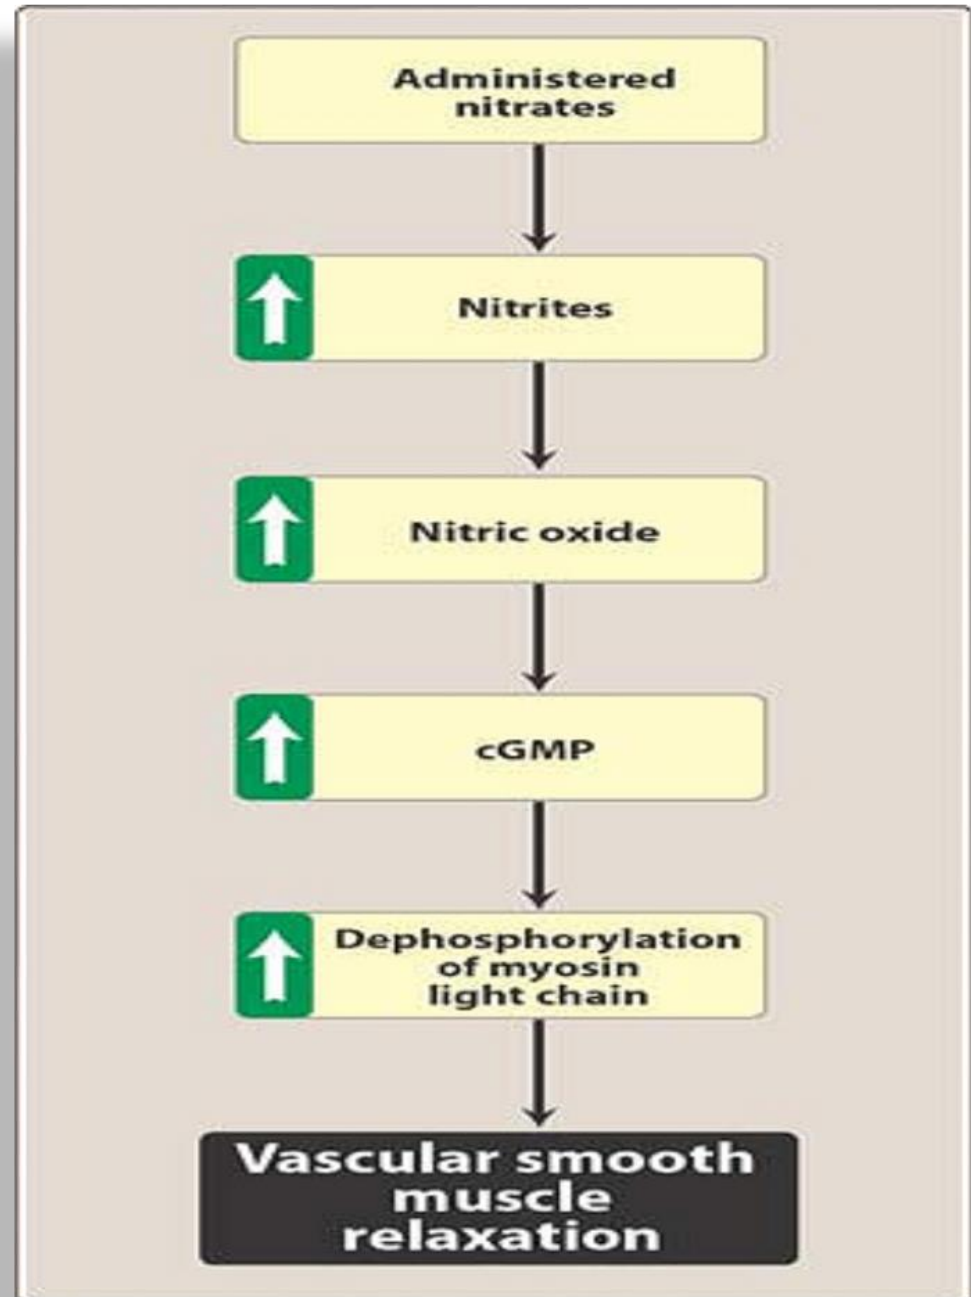 Administered
nitrates
Nitrites
Nitric oxide
cGMP
Dephosphorylation
of myosin
light chain
Vascular smooth
muscle
relaxation